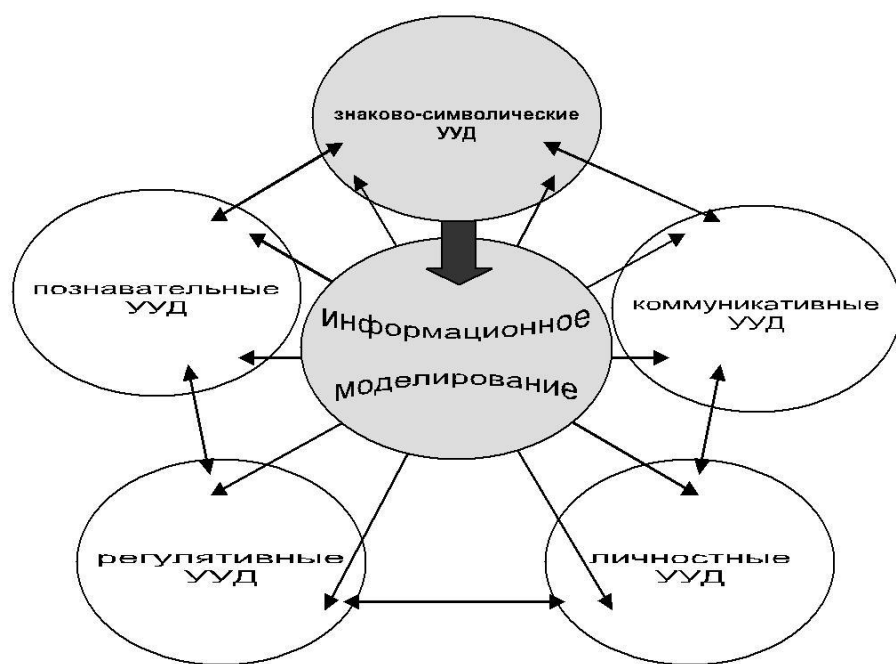 знаково-символические
УУД
познавательные
УУД
коммуникативные
УУД
информационное
моделирование
регулятивные
УУД
личностные
УУД